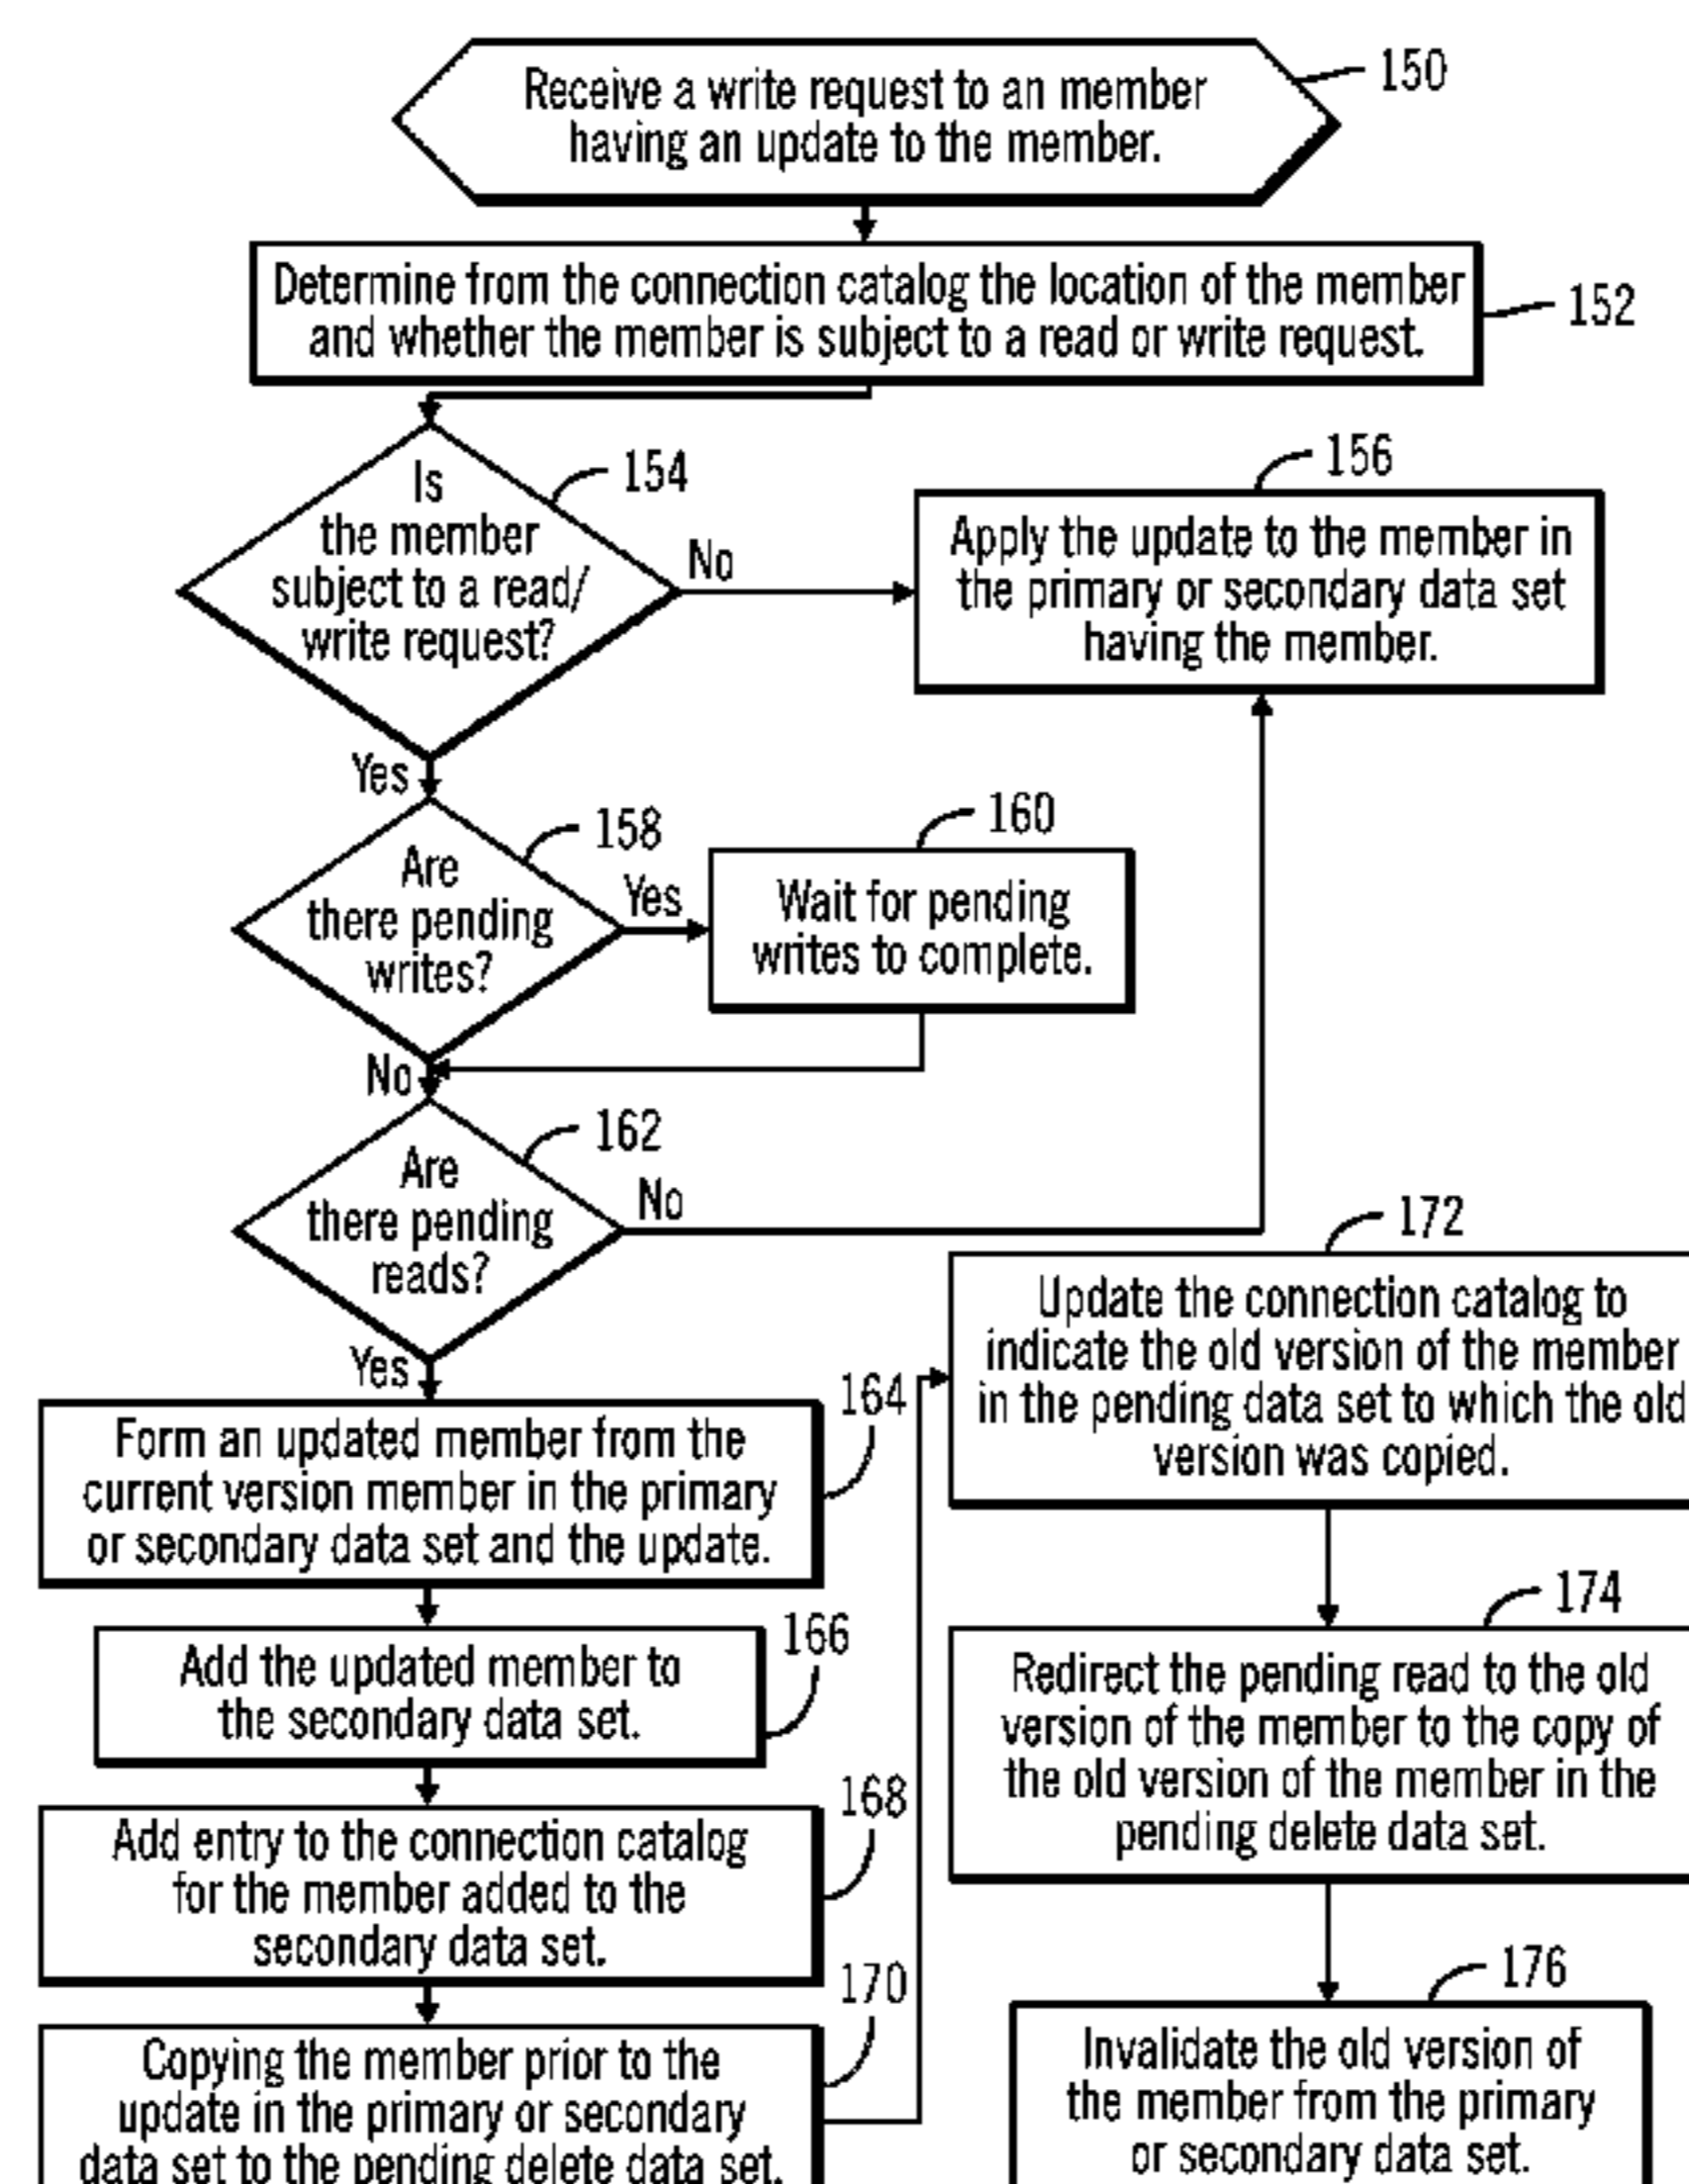 Receive a write request to an member
having an update to the member.
150
Determine from the connection catalog the location of the member
and whether the member is subject to a read or write request.
152
Is
the member
subject to a read/
write request?
154
No
156
Apply the update to the member in
the primary or secondary data set
having the member.
Yes
Are
there pending
writes?
158
Yes
160
Wait for pending
writes to complete.
No
Are
there pending
reads?
162
No
Yes
164
Form an updated member from the
current version member in the primary
or secondary data set and the update.
166
Add the updated member to
the secondary data set.
168
Add entry to the connection catalog
for the member added to the
secondary data set.
170
Copying the member prior to the
update in the primary or secondary
data set to the pending delete data set.
172
Update the connection catalog to
indicate the old version of the member
in the pending data set to which the old
version was copied.
174
Redirect the pending read to the old
version of the member to the copy of
the old version of the member in the
pending delete data set.
176
Invalidate the old version of
the member from the primary
or secondary data set.